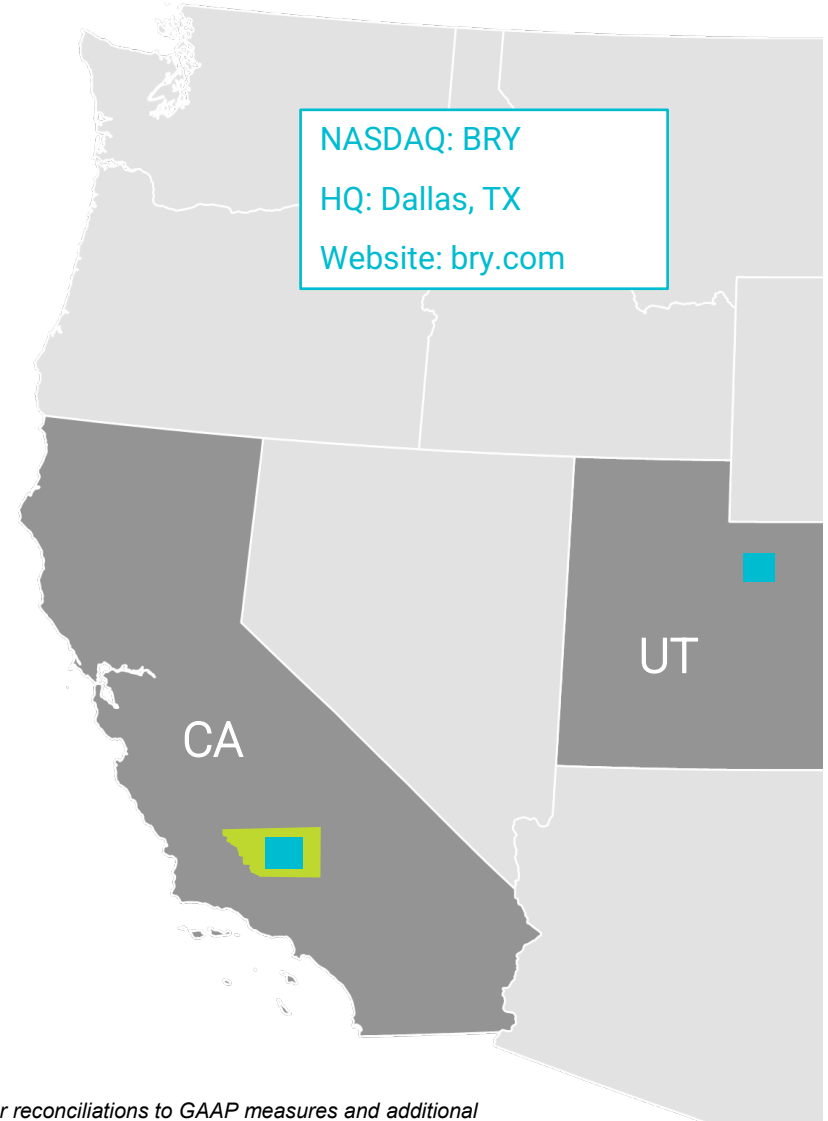 NASDAQ: BRY
HQ: Dallas, TX
Website: bry.com
UT
CA
r reconciliations to GAAP measures and additional